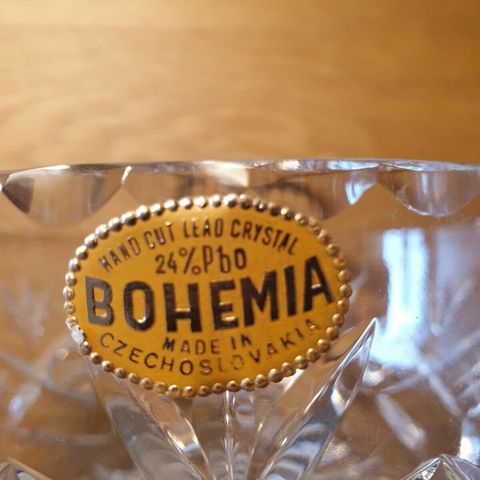 HAND CUT LEAD CRYSTAL
24%Pbo
BOHEMIA
MADE IN
CZECHOSLOVAKIA